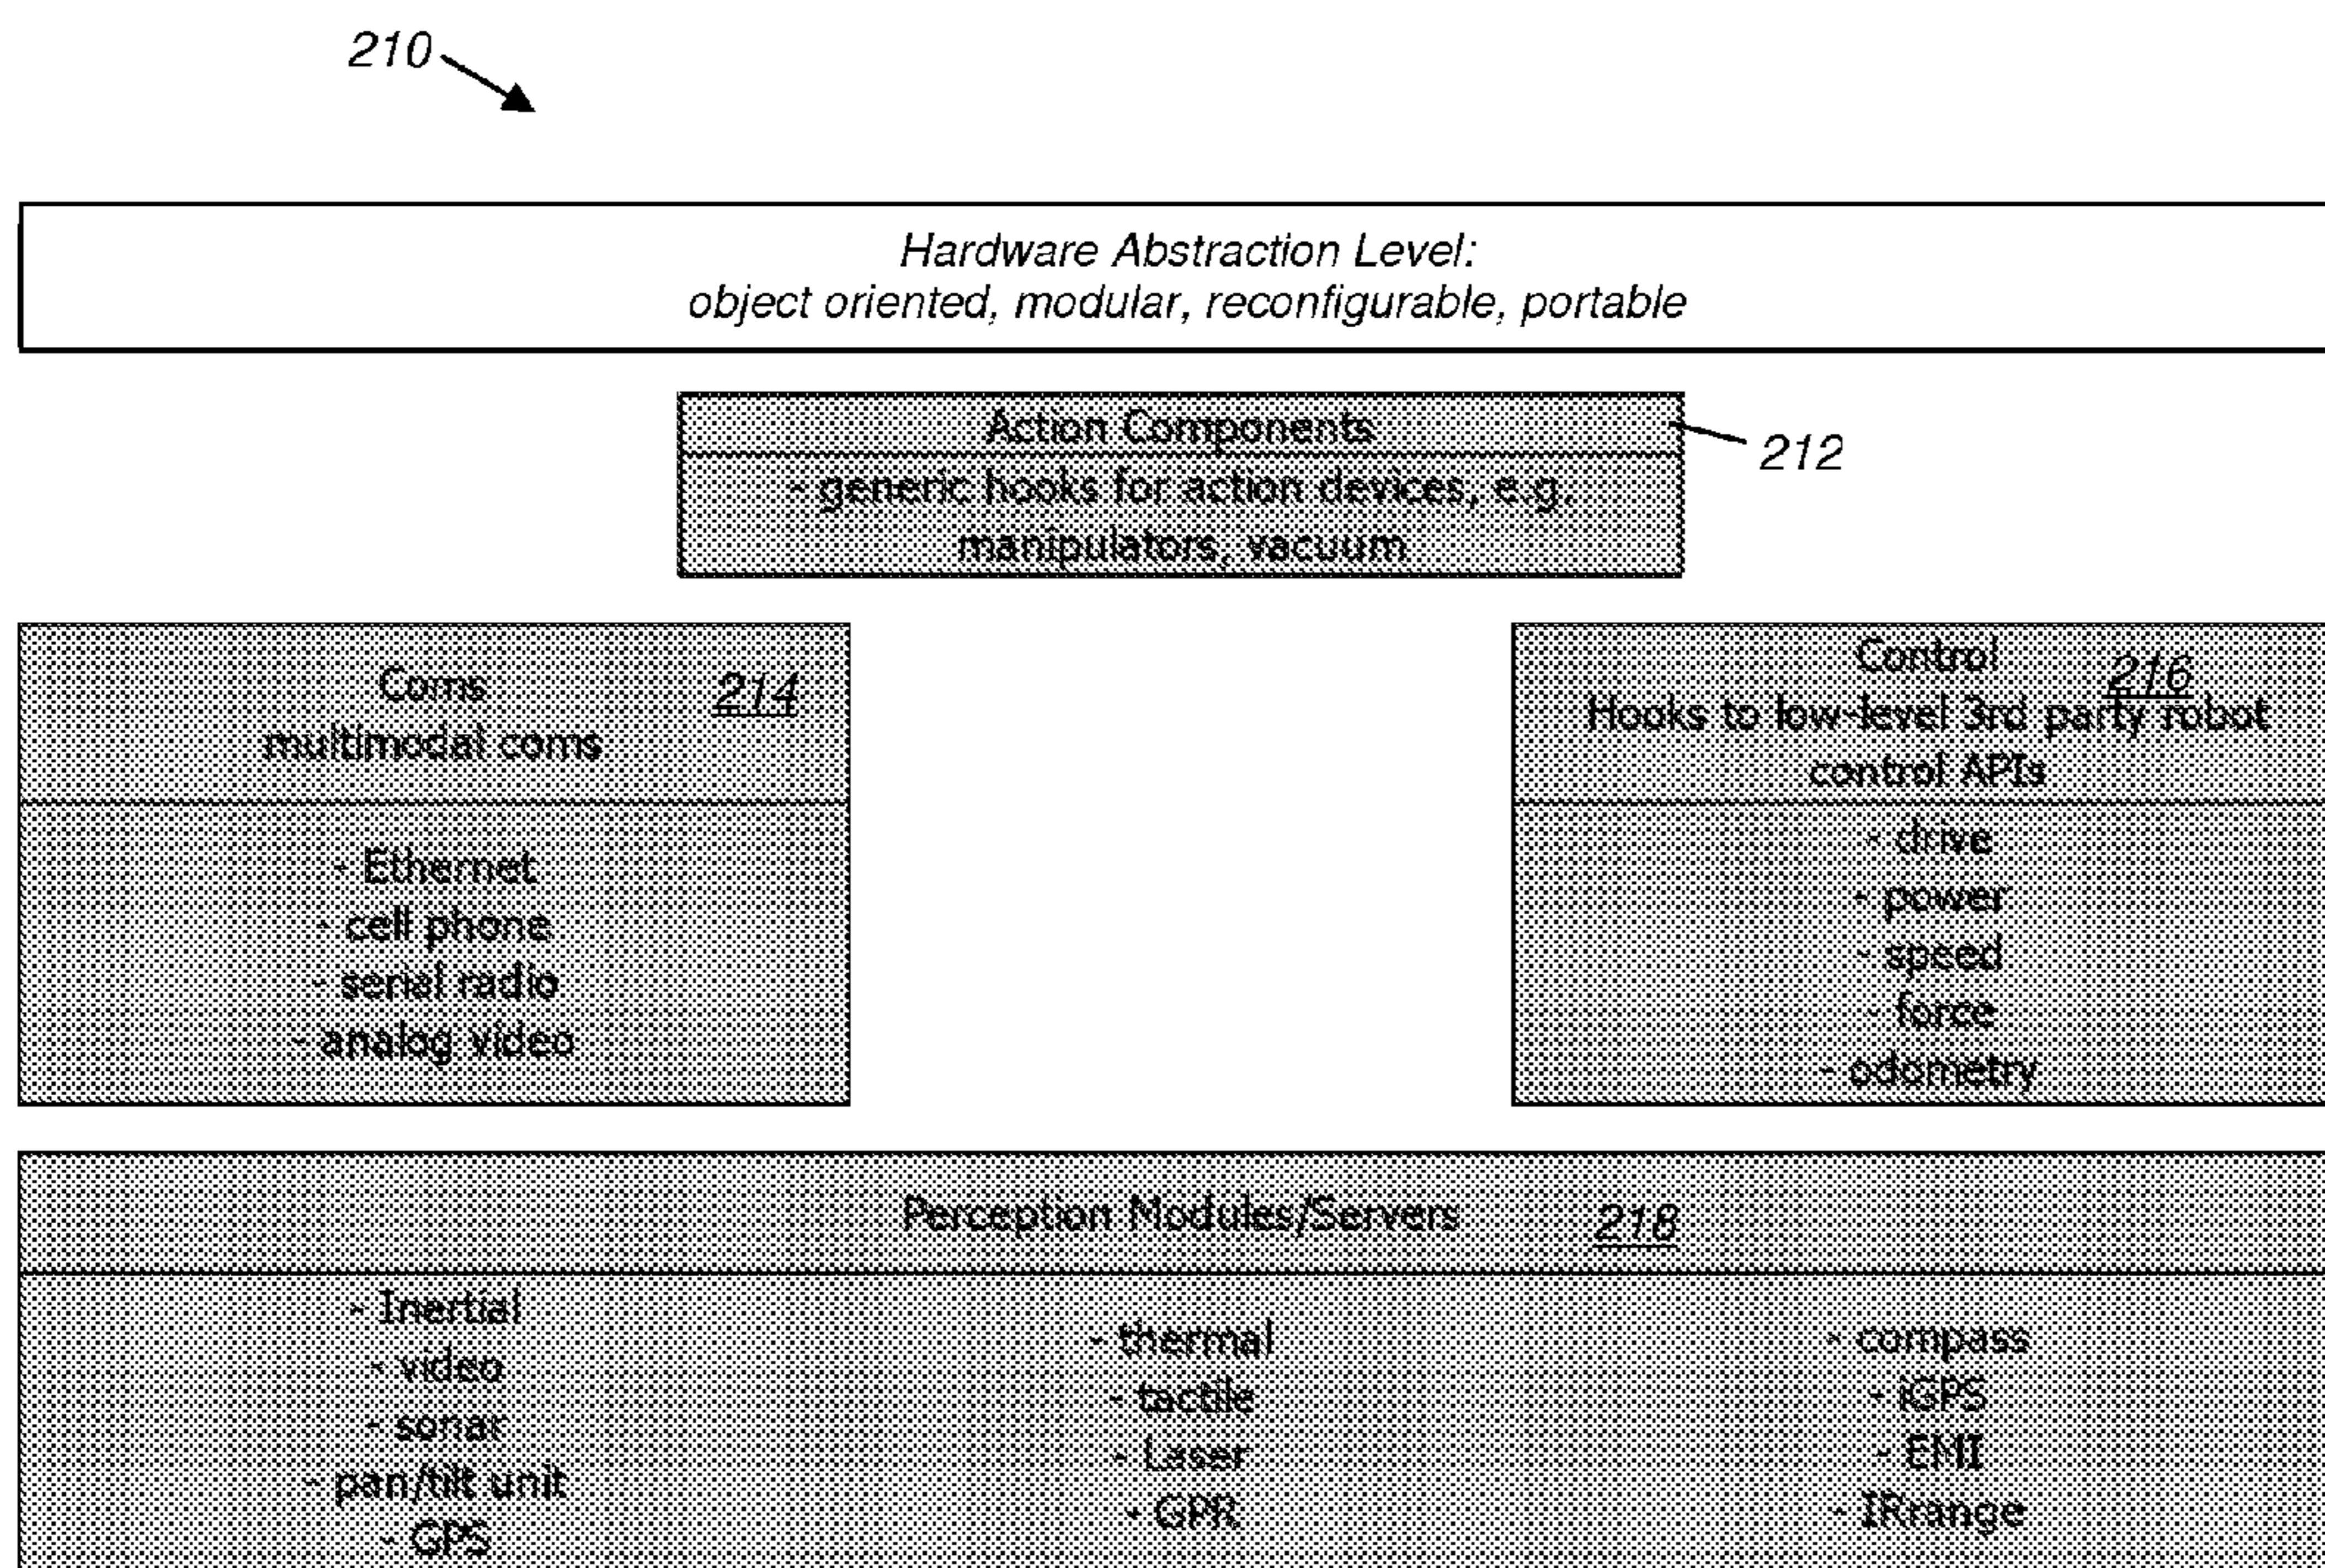 210
Hardware Abstraction Level:
object oriented, modular, reconfigurable, portable
Action Components
212
- generic hooks for action devices, e.g.
manipulators, vacuum
Coms
214
multimodal coms
- Ethernet
- cell phone
- serial radio
- analog video
Control
216
Hooks to low-level 3rd party robot
control APIs
- drive
- power
- speed
- force
- odometry
Perception Modules/Servers 218
- Inertial
- video
- sonar
- pan/tilt unit
- GPS
- thermal
- tactile
- Laser
- GPR
- compass
- iGPS
- EMI
- IRrange